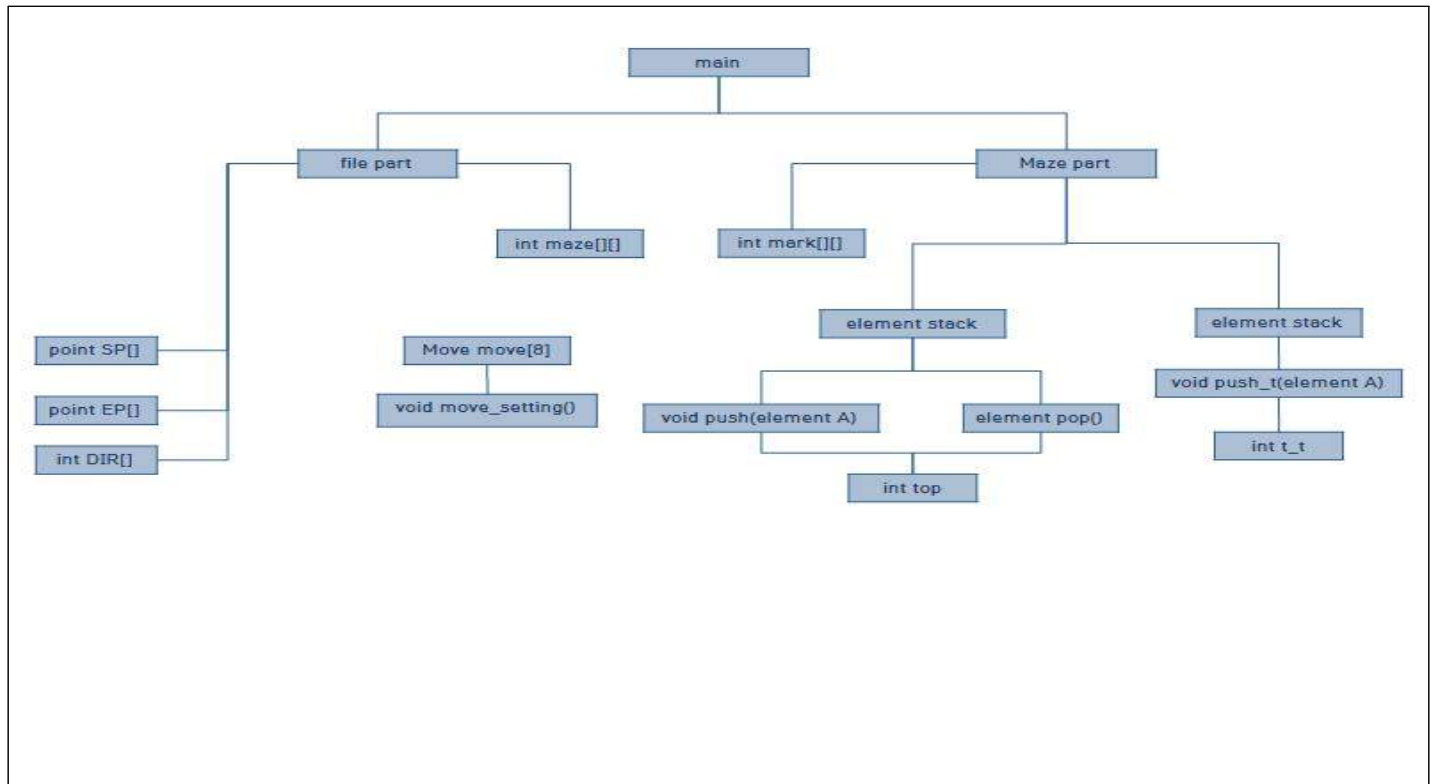 main
file part
Maze part
int maze[][]
int mark[][]
element stack
element stack
point SP[]
Move move[8]
void push_t(element A)
point EP[]
void move_setting()
void push(element A)
element pop()
int DIR[]
int t_t
int top